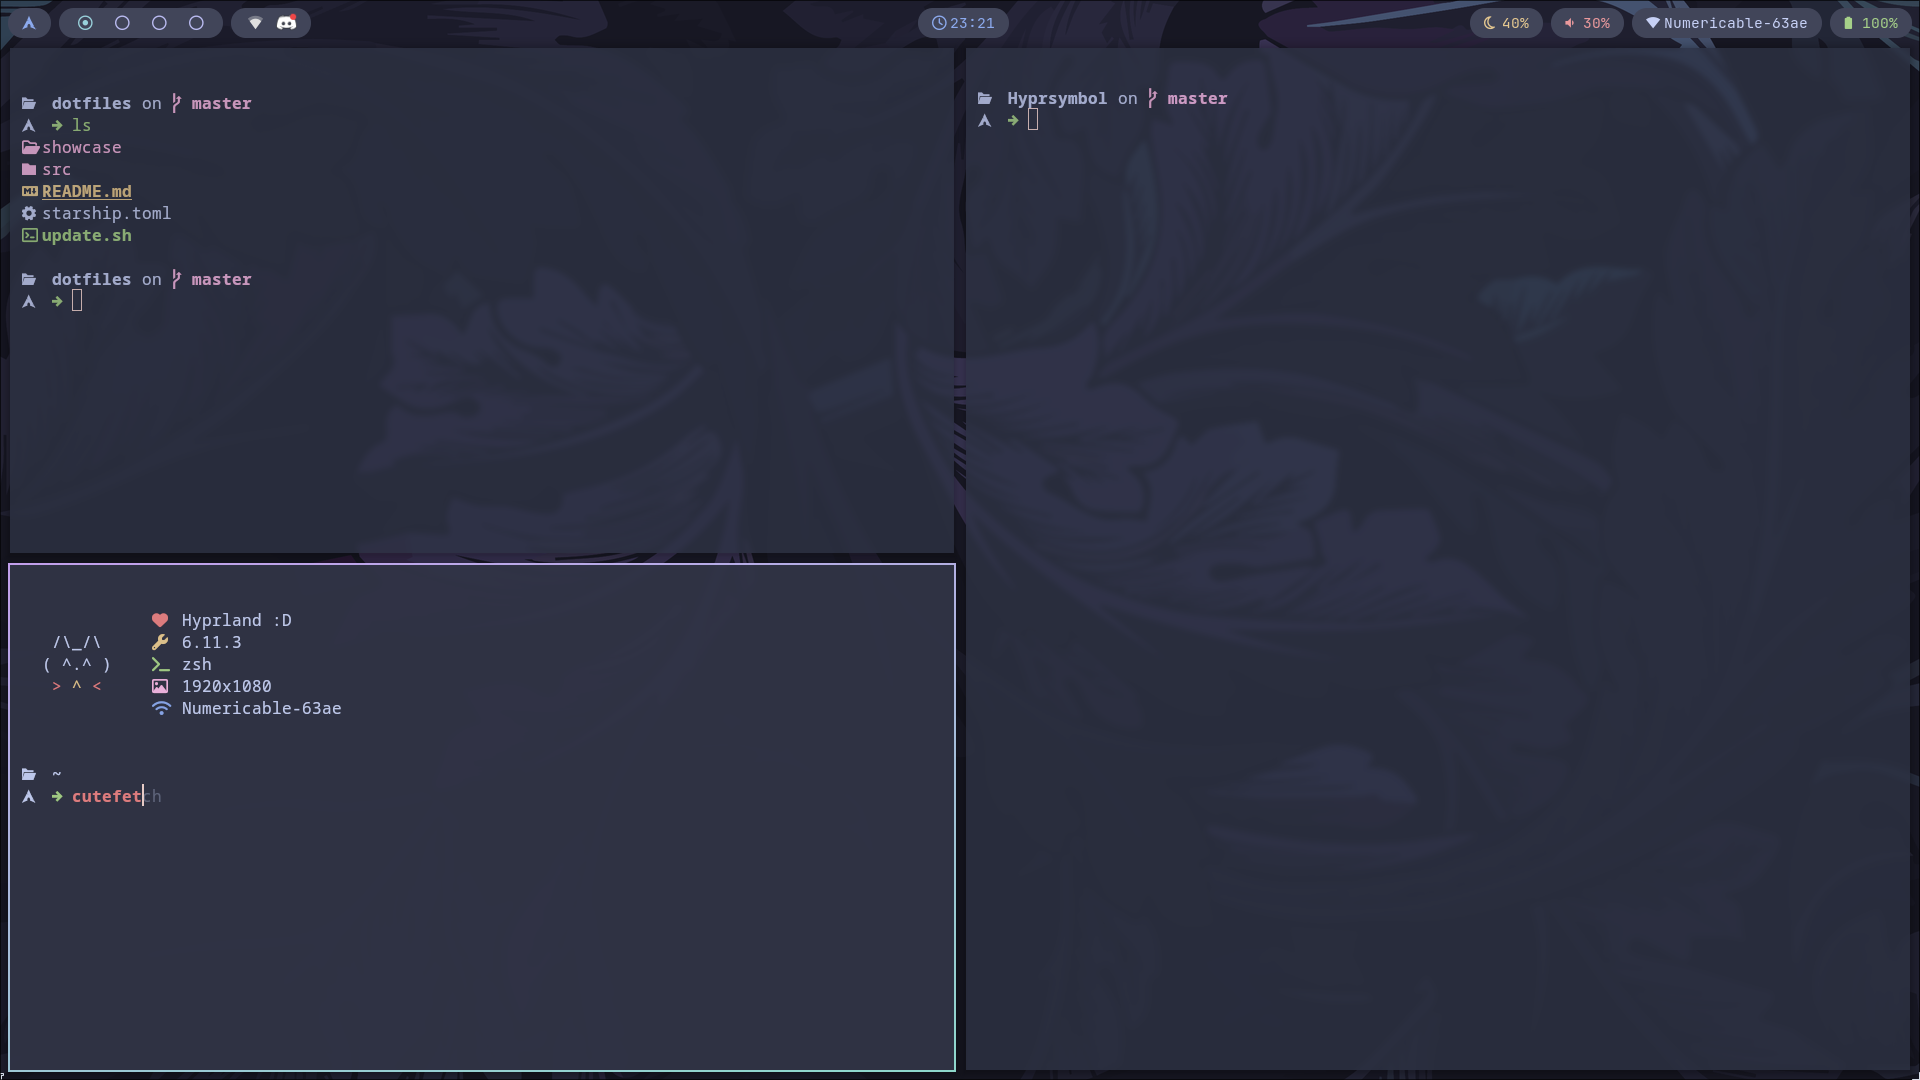 23:21
40%
30%
Numericable-63ae
100%
dotfiles on master
ls
showcase
src
README.md
starship.toml
update.sh
dotfiles on master
Hyprsymbol on master
Hyprland :D
/\_/\
6.11.3
( ^.^ )
zsh
> ^ <
1920x1080
Numericable-63ae
~
cutefetch